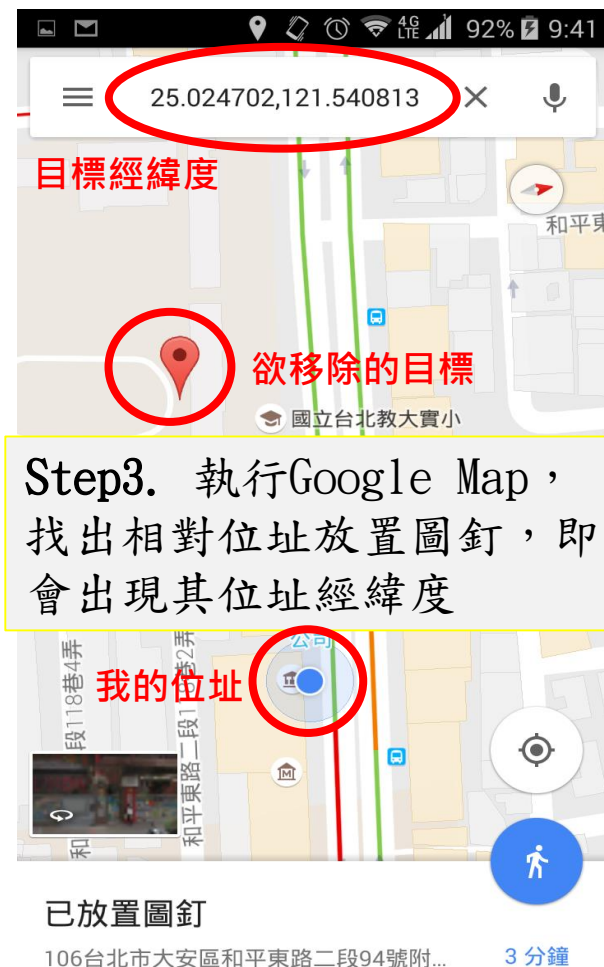 4G LTE 92% 9:41
25.024702,121.540813
目標經緯度
和平東
欲移除的目標
國立台北教大實小
Step3. 執行Google Map，
找出相對位址放置圖釘，即
會出現其位址經緯度
公司
我的位址
段118巷4弄
和平東路二段118巷2弄
和
已放置圖釘
106台北市大安區和平東路二段94號附...
3 分鐘